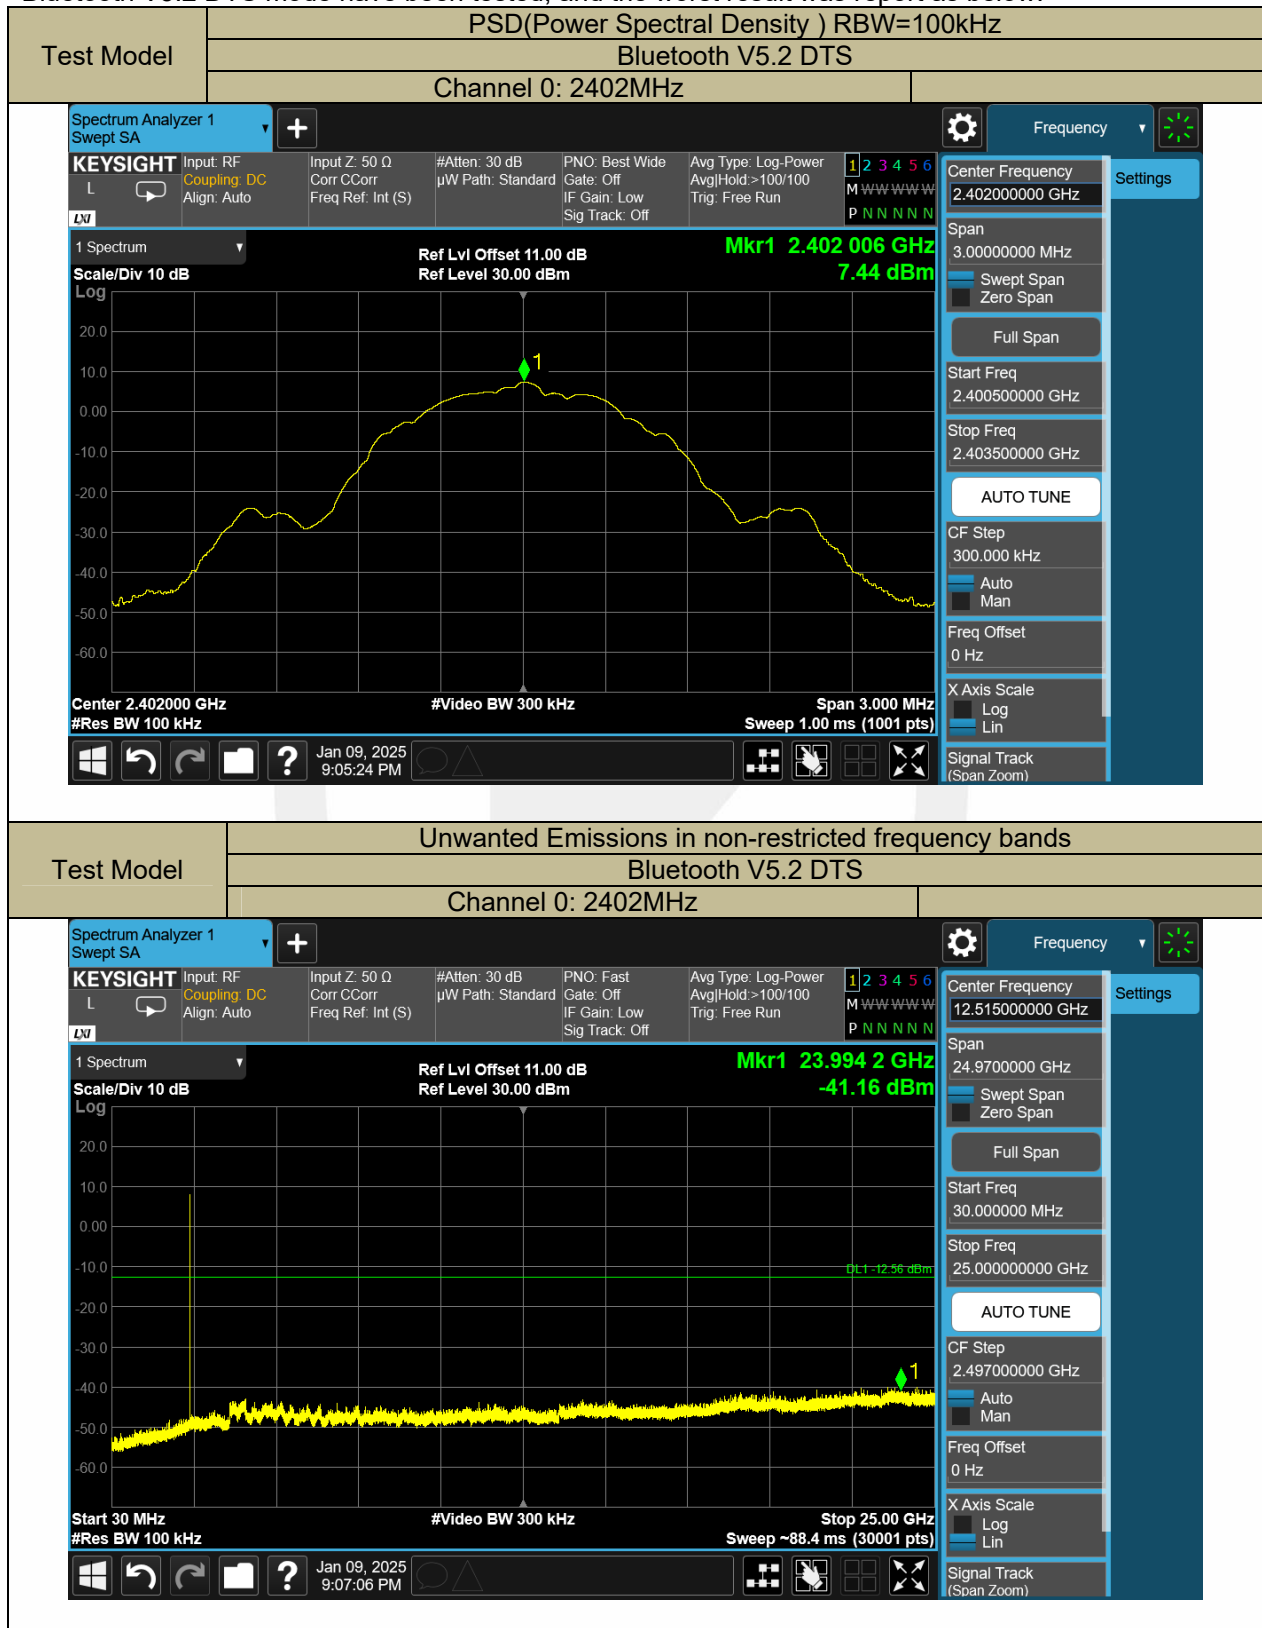 Bluetooth V5.2 DTS mode have been tested, and the worst result was report as below:
Test Model
PSD(Power Spectral Density ) RBW=100kHz
Bluetooth V5.2 DTS
Channel 0: 2402MHz
Spectrum Analyzer 1
Swept SA
Frequency
KEYSIGHT
L
LXI
Input: RF
Coupling: DC
Align: Auto
Input Z: 50 Ω
Corr CCorr
Freq Ref: Int (S)
#Atten: 30 dB
µW Path: Standard
PNO: Best Wide
Gate: Off
IF Gain: Low
Sig Track: Off
Avg Type: Log-Power
Avg|Hold:>100/100
Trig: Free Run
1 2 3 4 5 6
M W W W W W
P N N N N N
1 Spectrum
Scale/Div 10 dB
Log
Ref Lvl Offset 11.00 dB
Ref Level 30.00 dBm
Mkr1 2.402 006 GHz
7.44 dBm
1
20.0
10.0
0.00
-10.0
-20.0
-30.0
-40.0
-50.0
-60.0
Center 2.402000 GHz
#Res BW 100 kHz
#Video BW 300 kHz
Span 3.000 MHz
Sweep 1.00 ms (1001 pts)
Jan 09, 2025
9:05:24 PM
Center Frequency
2.402000000 GHz
Settings
Span
3.00000000 MHz
Swept Span
Zero Span
Full Span
Start Freq
2.400500000 GHz
Stop Freq
2.403500000 GHz
AUTO TUNE
CF Step
300.000 kHz
Auto
Man
Freq Offset
0 Hz
X Axis Scale
Log
Lin
Signal Track
(Span Zoom)
Test Model
Unwanted Emissions in non-restricted frequency bands
Bluetooth V5.2 DTS
Channel 0: 2402MHz
Spectrum Analyzer 1
Swept SA
Frequency
KEYSIGHT
L
LXI
Input: RF
Coupling: DC
Align: Auto
Input Z: 50 Ω
Corr CCorr
Freq Ref: Int (S)
#Atten: 30 dB
µW Path: Standard
PNO: Fast
Gate: Off
IF Gain: Low
Sig Track: Off
Avg Type: Log-Power
Avg|Hold:>100/100
Trig: Free Run
1 2 3 4 5 6
M W W W W W
P N N N N N
1 Spectrum
Scale/Div 10 dB
Log
Ref Lvl Offset 11.00 dB
Ref Level 30.00 dBm
Mkr1 23.994 2 GHz
-41.16 dBm
20.0
10.0
0.00
-10.0
DL1 -12.56 dBm
-20.0
-30.0
1
-40.0
-50.0
-60.0
Start 30 MHz
#Res BW 100 kHz
#Video BW 300 kHz
Stop 25.00 GHz
Sweep ~88.4 ms (30001 pts)
Jan 09, 2025
9:07:06 PM
Center Frequency
12.515000000 GHz
Settings
Span
24.9700000 GHz
Swept Span
Zero Span
Full Span
Start Freq
30.000000 MHz
Stop Freq
25.000000000 GHz
AUTO TUNE
CF Step
2.497000000 GHz
Auto
Man
Freq Offset
0 Hz
X Axis Scale
Log
Lin
Signal Track
(Span Zoom)